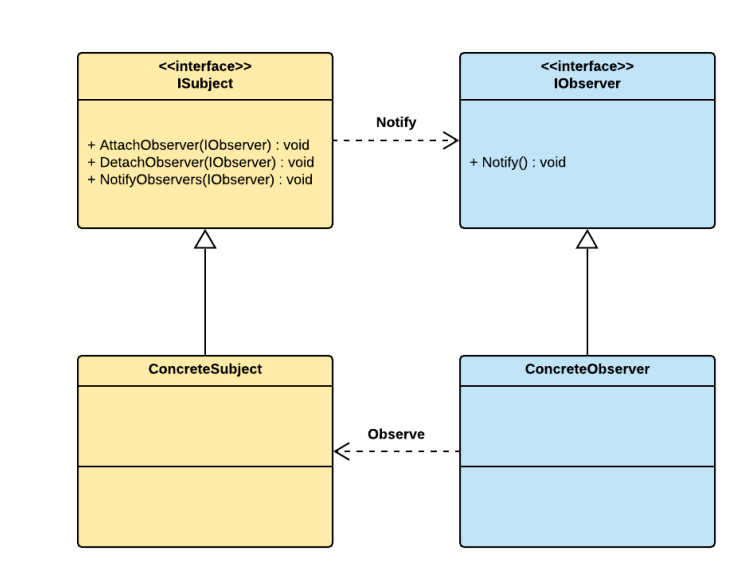 <<interface>>
ISubject
+ AttachObserver(IObserver) : void
+ DetachObserver(IObserver) : void
+ NotifyObservers(IObserver) : void
Notify
<<interface>>
IObserver
+ Notify() : void
ConcreteSubject
Observe
ConcreteObserver